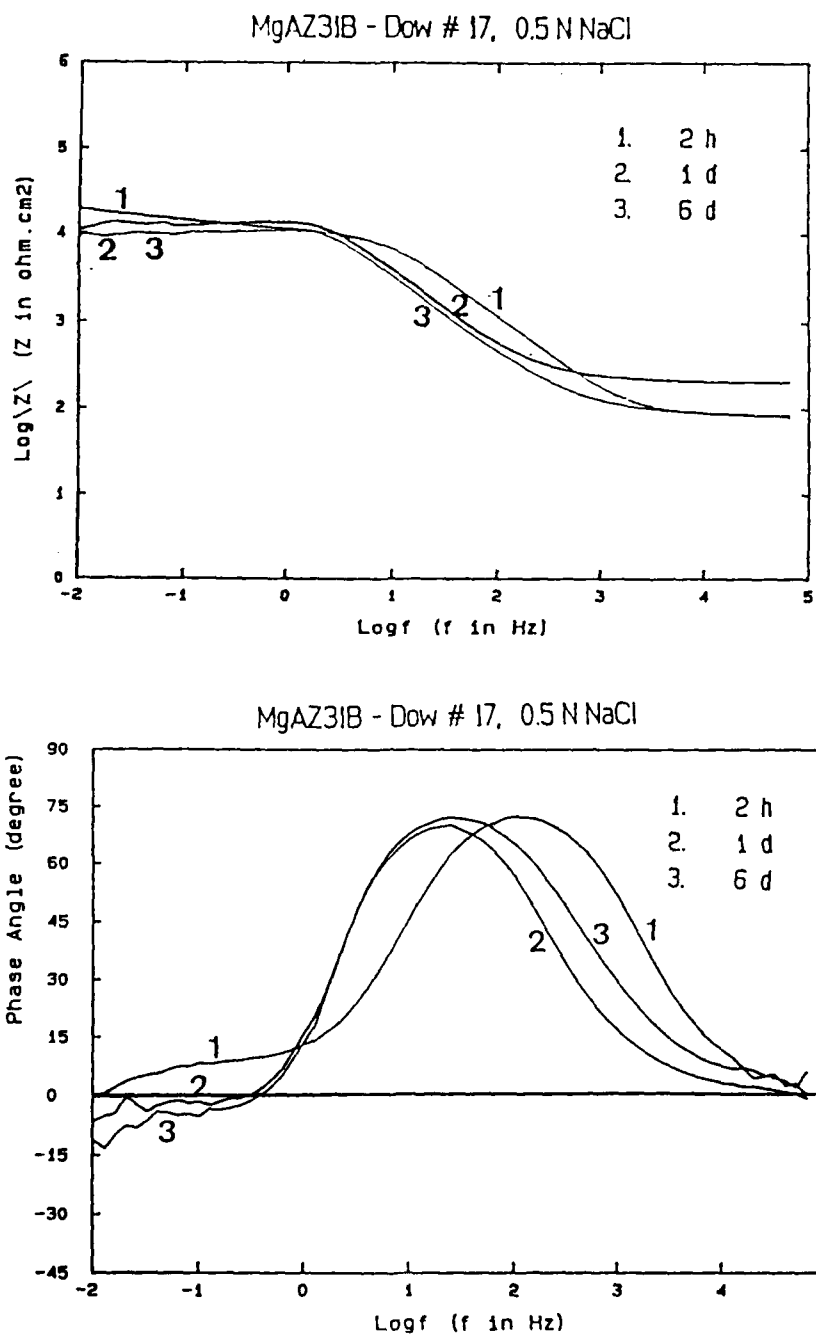 MgAZ31B - Dow # 17, 0.5 N NaCl
6
5
4
3
2
1
0
Log\Z\ (Z in ohm.cm2)
1. 2 h
2. 1 d
3. 6 d
1
2
3
1
2
3
-2 -1 0 1 2 3 4 5
Logf (f in Hz)
MgAZ31B - Dow # 17, 0.5 N NaCl
90
75
60
45
30
15
0
-15
-30
-45
Phase Angle (degree)
1. 2 h
2. 1 d
3. 6 d
1
2
3
1
2
3
-2 -1 0 1 2 3 4
Logf (f in Hz)